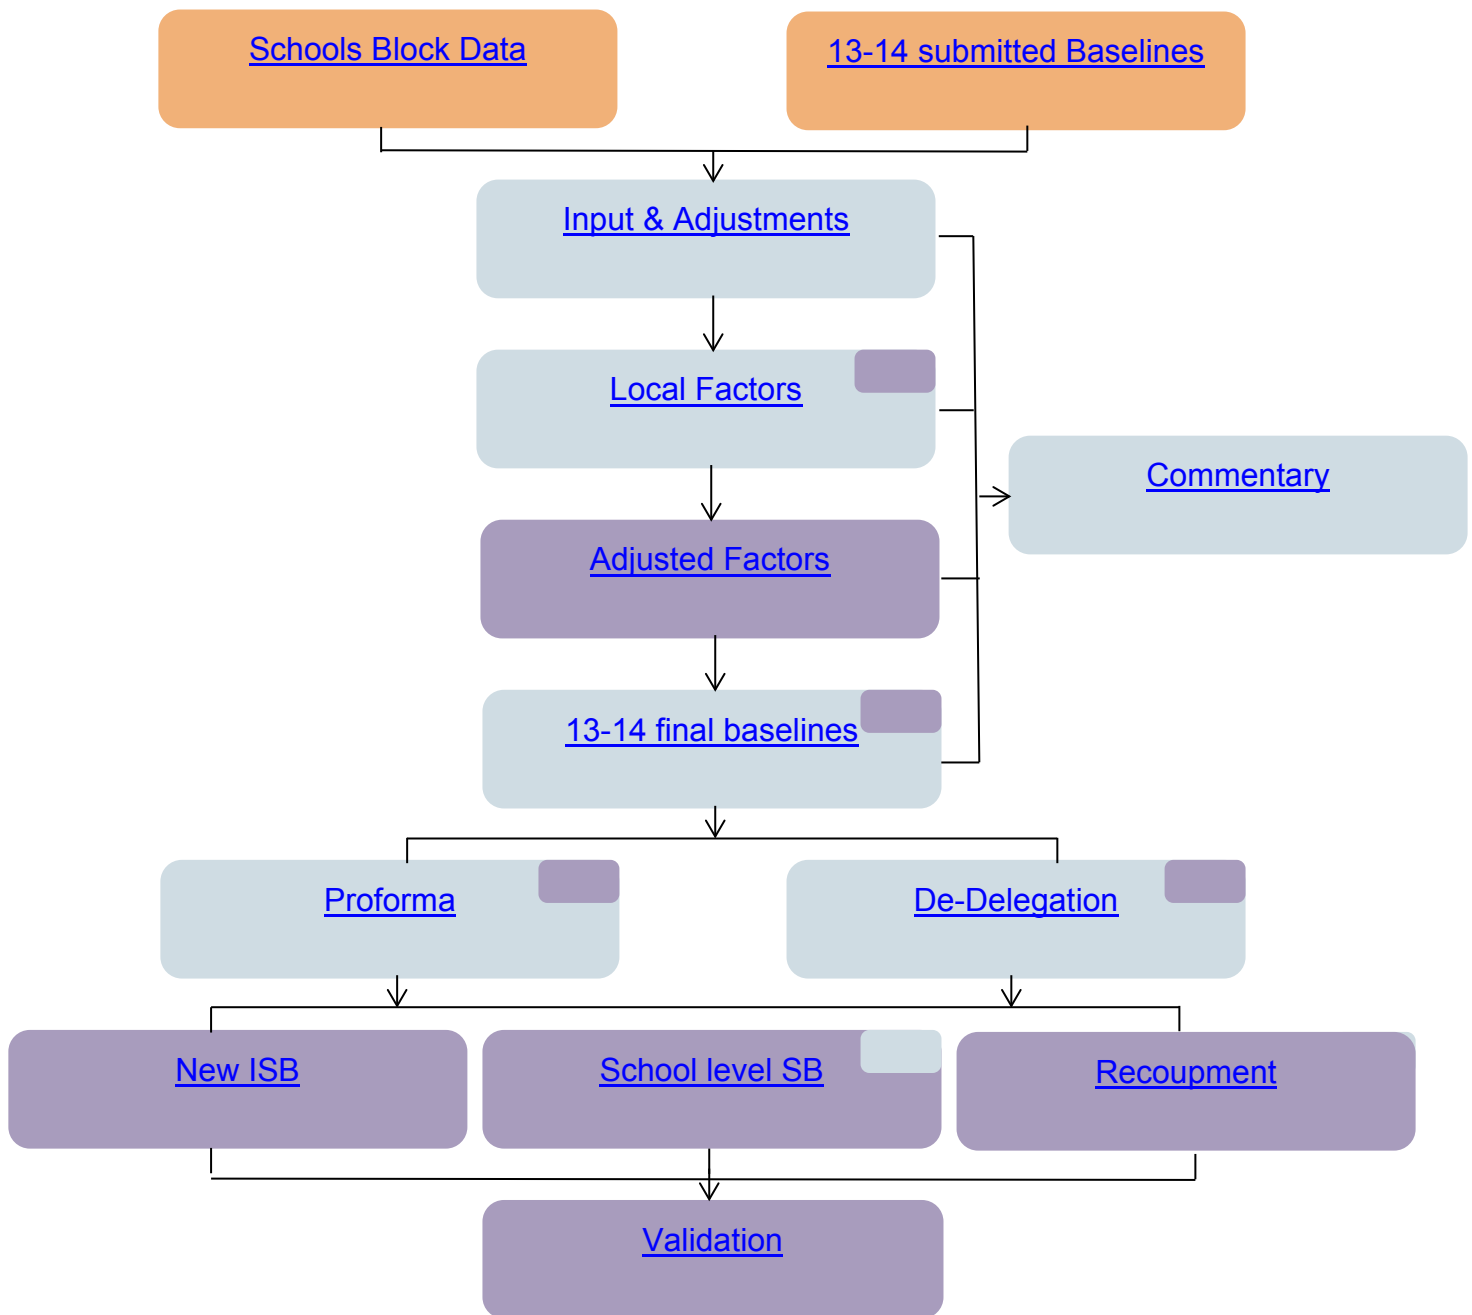 Schools Block Data
13-14 submitted Baselines
Input & Adjustments
Local Factors
Commentary
Adjusted Factors
13-14 final baselines
Proforma
De-Delegation
New ISB
School level SB
Recoupment
Validation